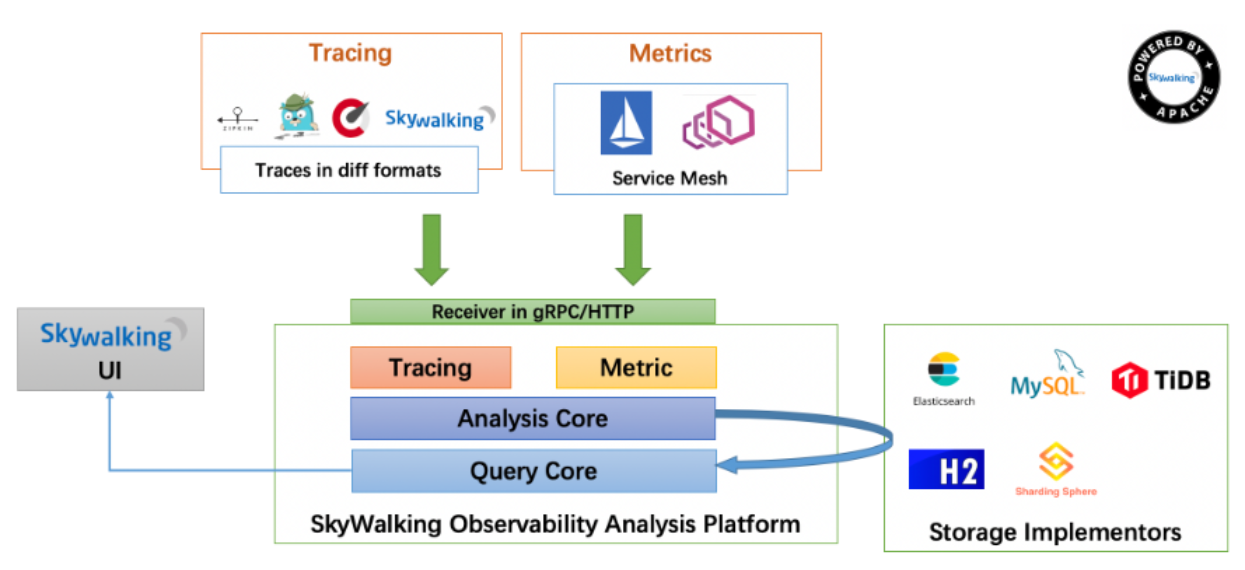 Tracing
Metrics
POWERED BY
Skywalking
APACHE
ZIPKIN
Skywalking
Traces in diff formats
Service Mesh
Receiver in gRPC/HTTP
Skywalking
UI
Tracing
Metric
Analysis Core
Query Core
SkyWalking Observability Analysis Platform
Elasticsearch
MySQL
TiDB
H2
Sharding Sphere
Storage Implementors